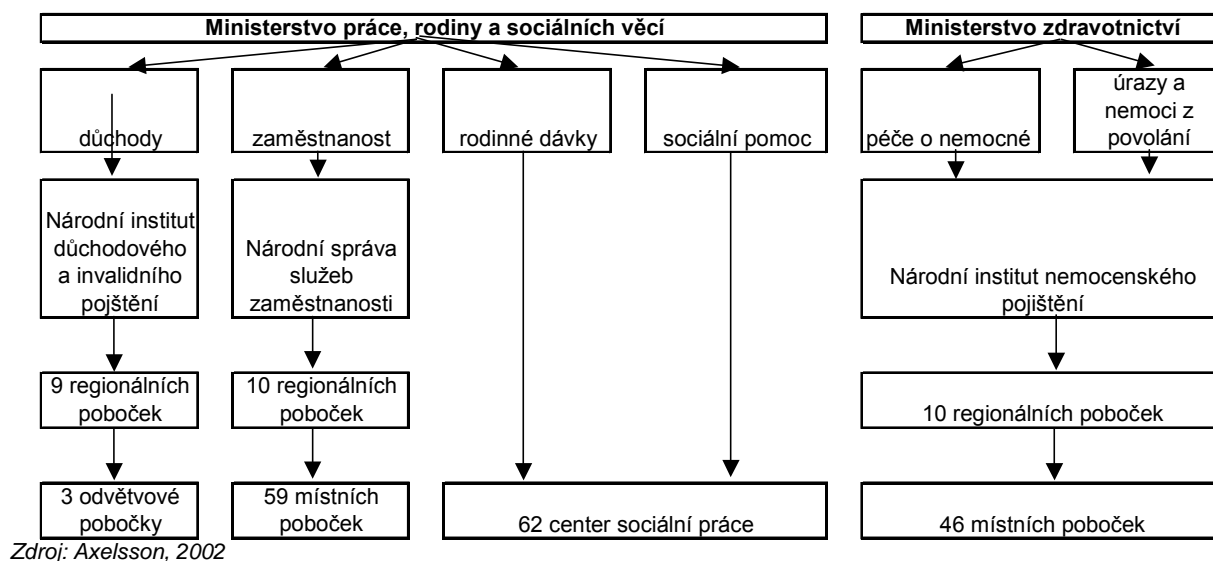 Ministerstvo práce, rodiny a sociálních věcí
Ministerstvo zdravotnictví
důchody
zaměstnanost
rodinné dávky
sociální pomoc
péče o nemocné
úrazy a
nemoci z
povolání
Národní institut
důchodového
a invalidního
pojštění
Národní správa
služeb
zaměstnanosti
Národní institut nemocenského
pojištění
9 regionálních
poboček
10 regionálních
poboček
10 regionálních poboček
3 odvětvové
pobočky
59 místních
poboček
62 center sociální práce
46 místních poboček
Zdroj: Axelsson, 2002